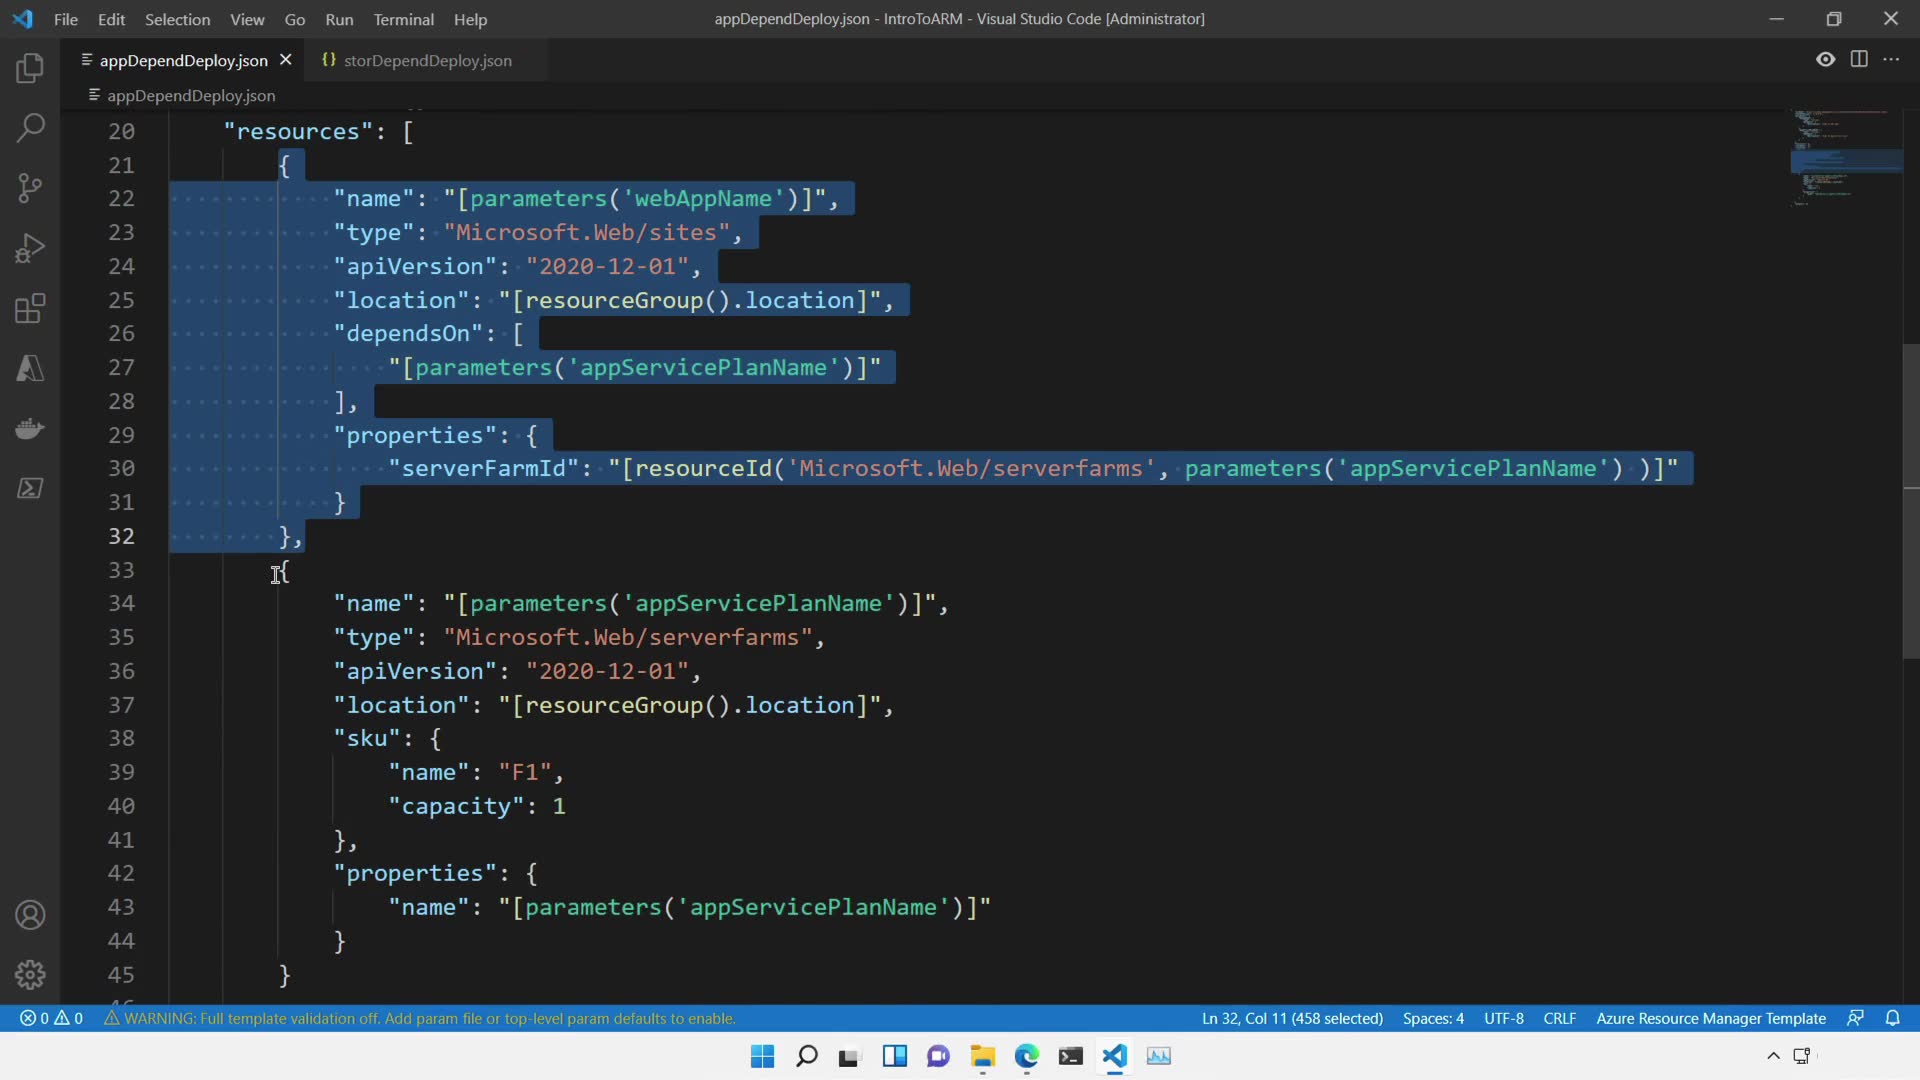 File Edit Selection View Go Run Terminal Help
appDependDeploy.json - IntroToARM - Visual Studio Code [Administrator]
appDependDeploy.json
storDependDeploy.json
appDependDeploy.json
20 "resources": [
21 {
22 "name": "[parameters('webAppName')]",
23 "type": "Microsoft.Web/sites",
24 "apiVersion": "2020-12-01",
25 "location": "[resourceGroup().location]",
26 "dependsOn": [
27 "[parameters('appServicePlanName')]"
28 ],
29 "properties": {
30 "serverFarmId": "[resourceId('Microsoft.Web/serverfarms', parameters('appServicePlanName') )]"
31 }
32 },
33 {
34 "name": "[parameters('appServicePlanName')]",
35 "type": "Microsoft.Web/serverfarms",
36 "apiVersion": "2020-12-01",
37 "location": "[resourceGroup().location]",
38 "sku": {
39 "name": "F1",
40 "capacity": 1
41 },
42 "properties": {
43 "name": "[parameters('appServicePlanName')]"
44 }
45 }
0 0 WARNING: Full template validation off. Add param file or top-level param defaults to enable.
Ln 32, Col 11 (458 selected) Spaces: 4 UTF-8 CRLF Azure Resource Manager Template